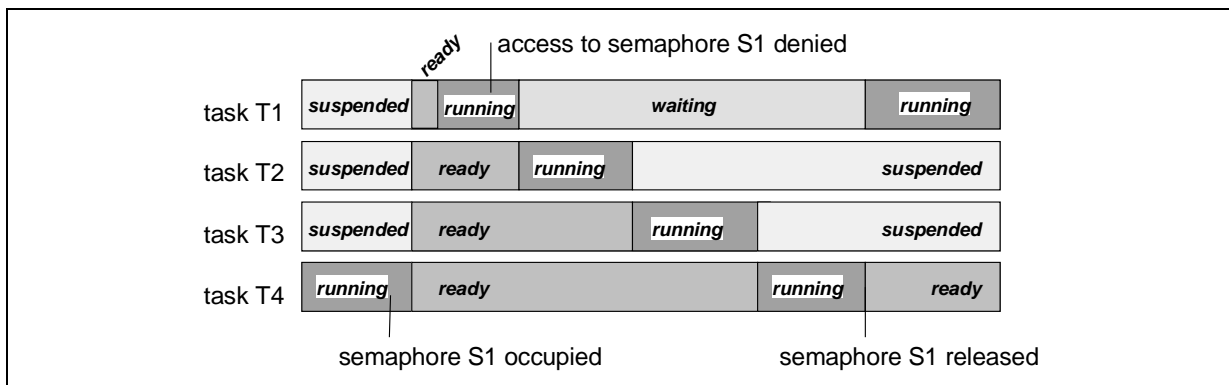 ready
access to semaphore S1 denied
task T1 suspended running waiting running
task T2 suspended ready running suspended
task T3 suspended ready running suspended
task T4 running ready running ready
semaphore S1 occupied semaphore S1 released